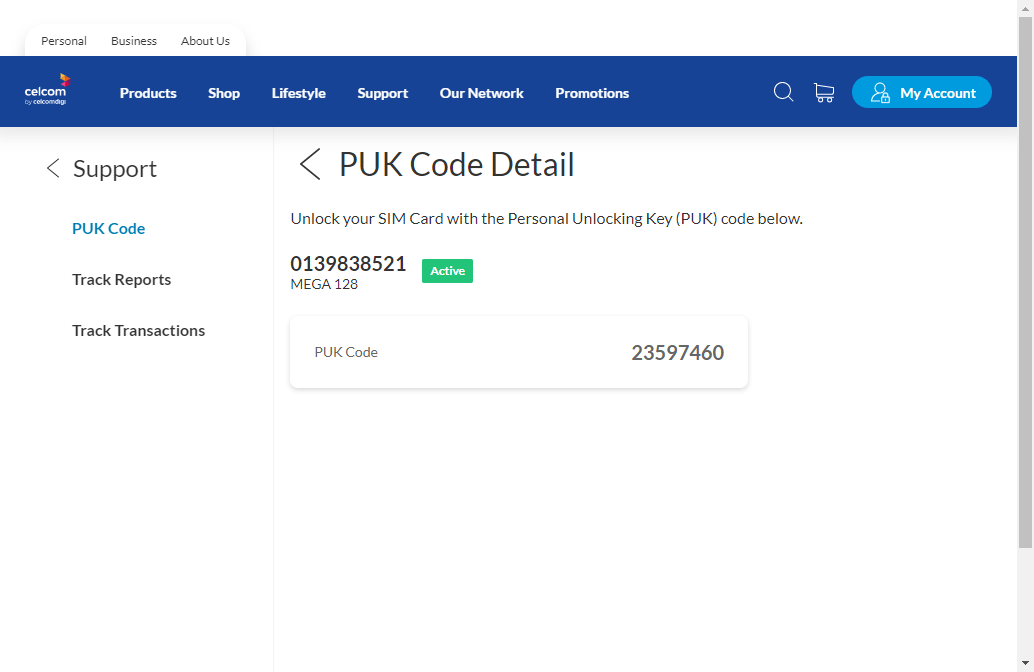 Personal Business About Us
celcom
by celcomdigi
Products Shop Lifestyle Support Our Network Promotions My Account
Support
PUK Code
Track Reports
Track Transactions
PUK Code Detail
Unlock your SIM Card with the Personal Unlocking Key (PUK) code below.
0139838521 Active
MEGA 128
PUK Code 23597460